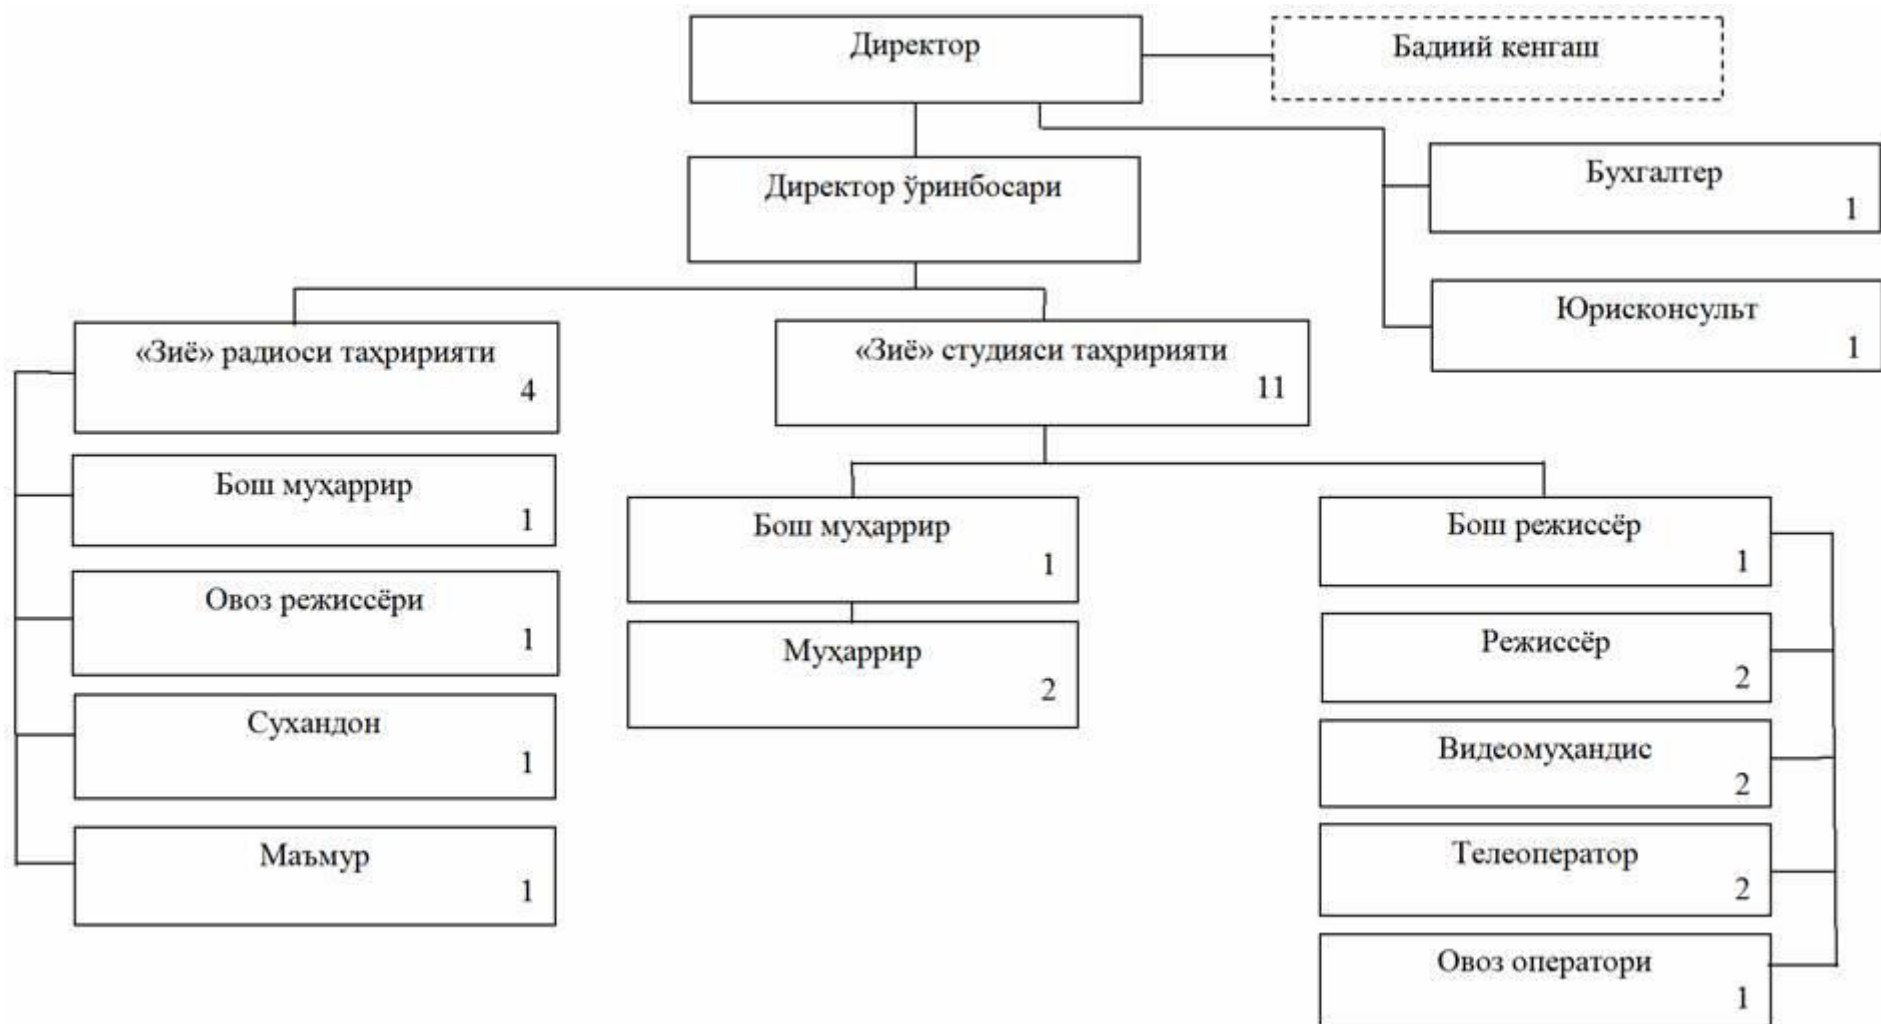 Директор
Бадиий кенгаш
Директор ўринбосари
Бухгалтер
1
Юрисконсульт
1
«Зиё» радиоси таҳририяти
4
Бош муҳаррир
1
Овоз режиссёри
1
Сухандон
1
Маъмур
1
«Зиё» студияси таҳририяти
11
Бош муҳаррир
1
Муҳаррир
2
Бош режиссёр
1
Режиссёр
2
Видеомуҳандис
2
Телеоператор
2
Овоз оператори
1